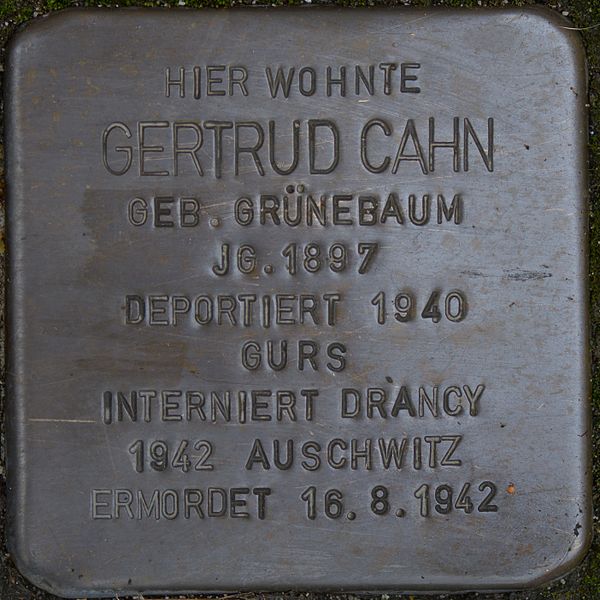 HIER WOHNTE
GERTRUD CAHN
GEB. GRÜNEBAUM
JG. 1897
DEPORTIERT 1940
GURS
INTERNIERT DRANCY
1942 AUSCHWITZ
ERMORDET 16.8.1942